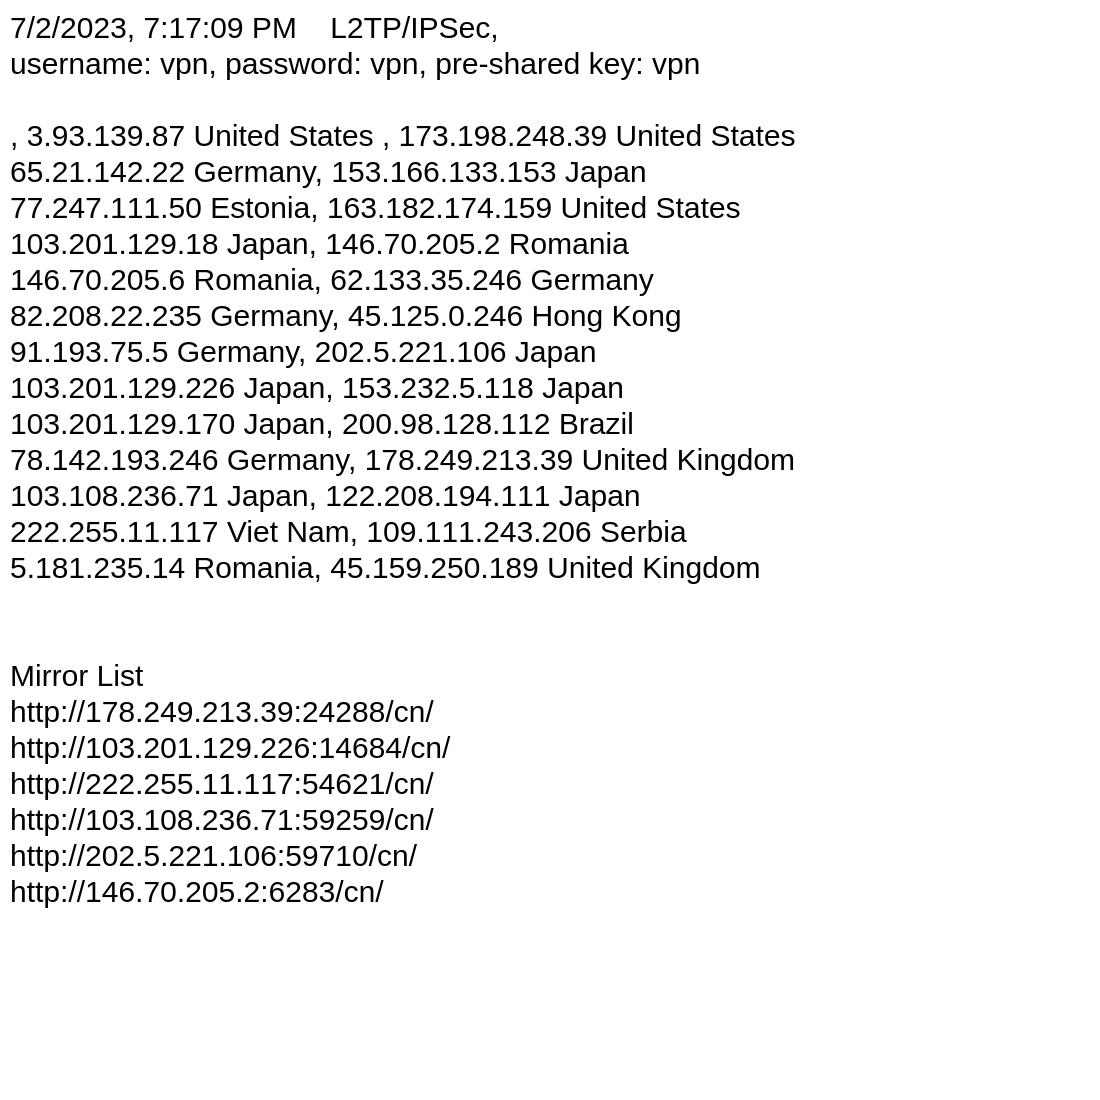 7/2/2023, 7:17:09 PM    L2TP/IPSec,
username: vpn, password: vpn, pre-shared key: vpn
, 3.93.139.87 United States , 173.198.248.39 United States
65.21.142.22 Germany, 153.166.133.153 Japan
77.247.111.50 Estonia, 163.182.174.159 United States
103.201.129.18 Japan, 146.70.205.2 Romania
146.70.205.6 Romania, 62.133.35.246 Germany
82.208.22.235 Germany, 45.125.0.246 Hong Kong
91.193.75.5 Germany, 202.5.221.106 Japan
103.201.129.226 Japan, 153.232.5.118 Japan
103.201.129.170 Japan, 200.98.128.112 Brazil
78.142.193.246 Germany, 178.249.213.39 United Kingdom
103.108.236.71 Japan, 122.208.194.111 Japan
222.255.11.117 Viet Nam, 109.111.243.206 Serbia
5.181.235.14 Romania, 45.159.250.189 United Kingdom
Mirror List
http://178.249.213.39:24288/cn/
http://103.201.129.226:14684/cn/
http://222.255.11.117:54621/cn/
http://103.108.236.71:59259/cn/
http://202.5.221.106:59710/cn/
http://146.70.205.2:6283/cn/